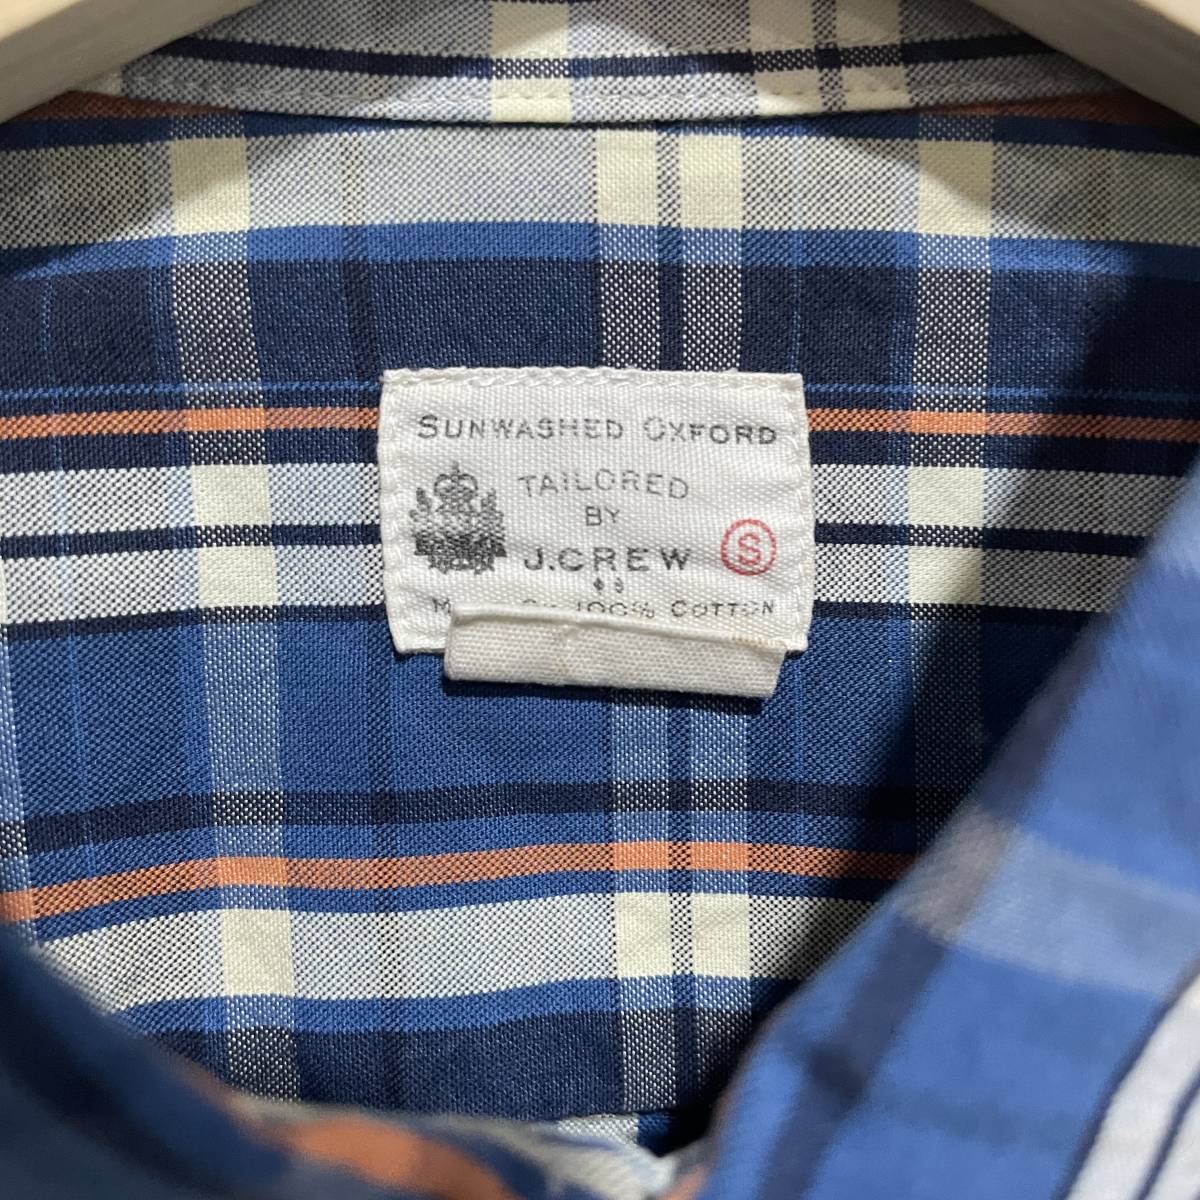 SUNWASHED OXFORD
TAILORED
BY
J.CREW
S
100% COTTON